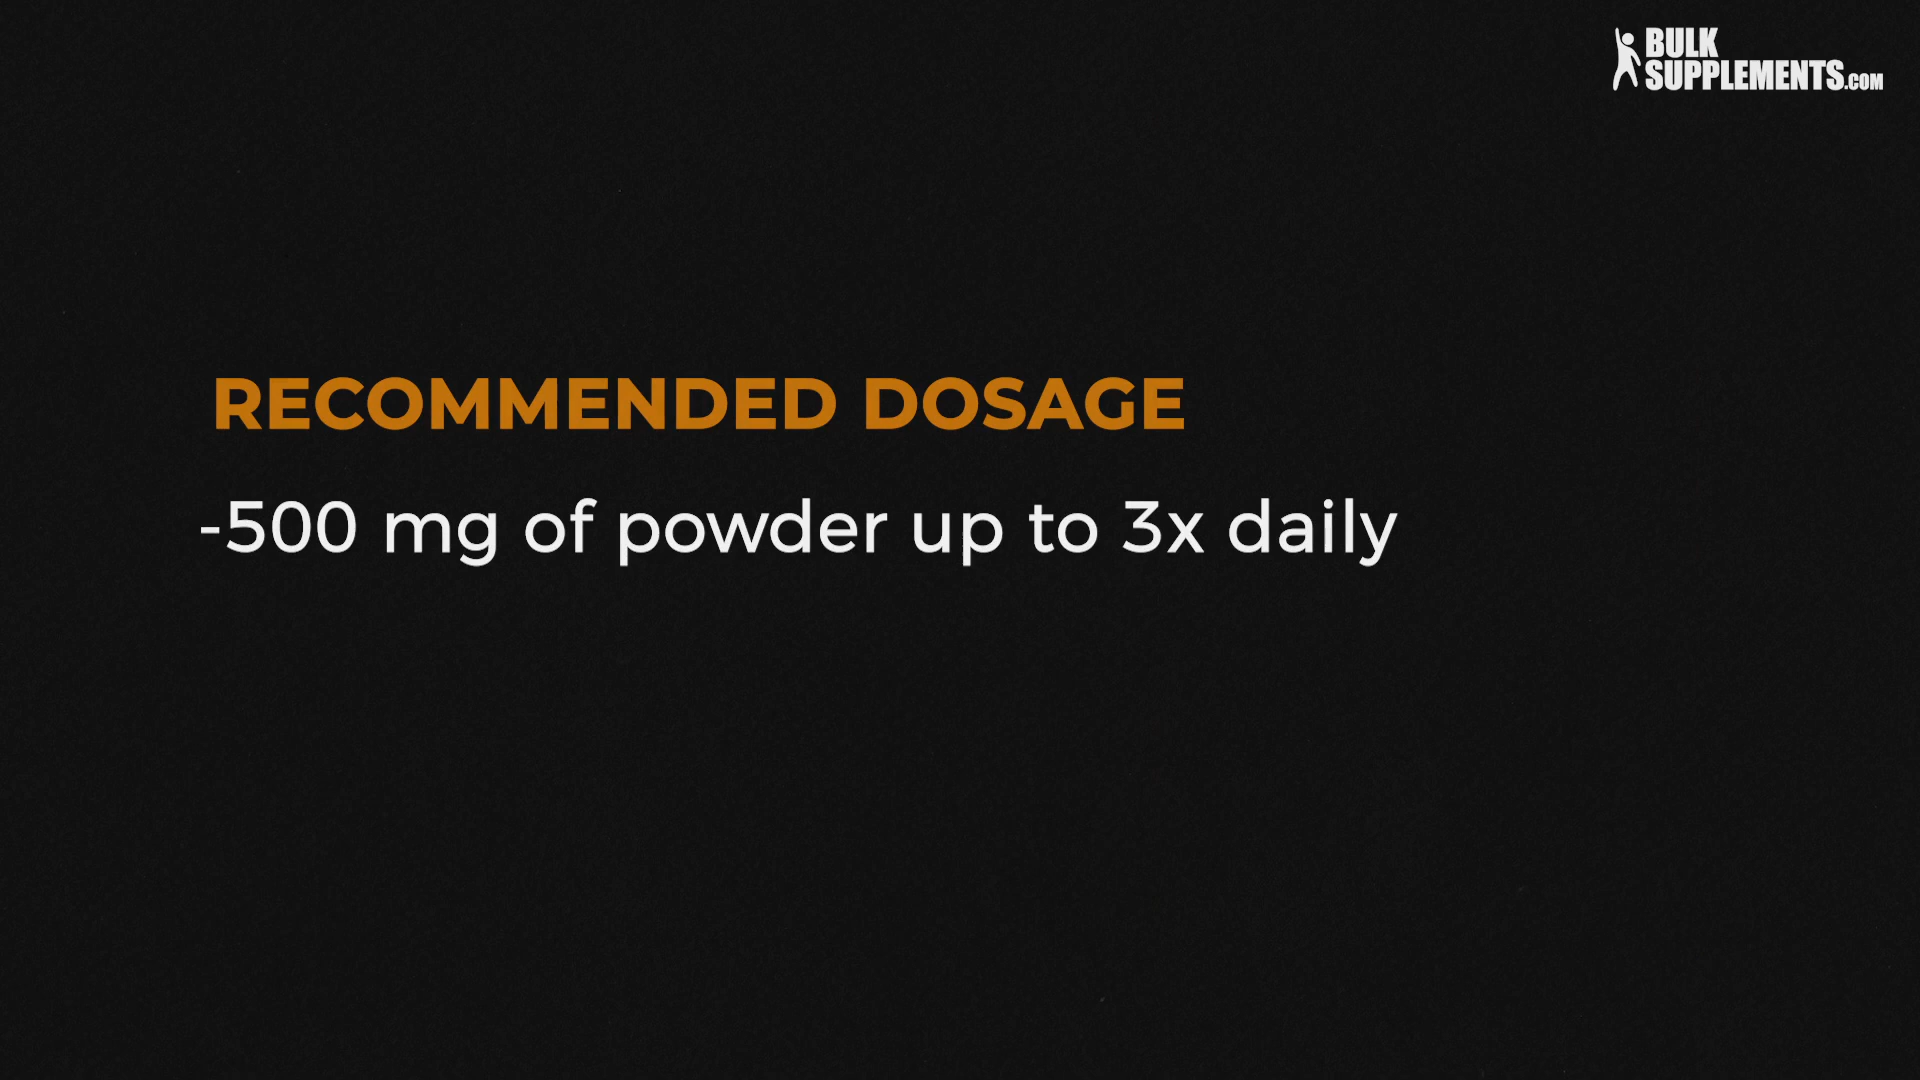 BULK
SUPPLEMENTS.COM
RECOMMENDED DOSAGE
-500 mg of powder up to 3x daily